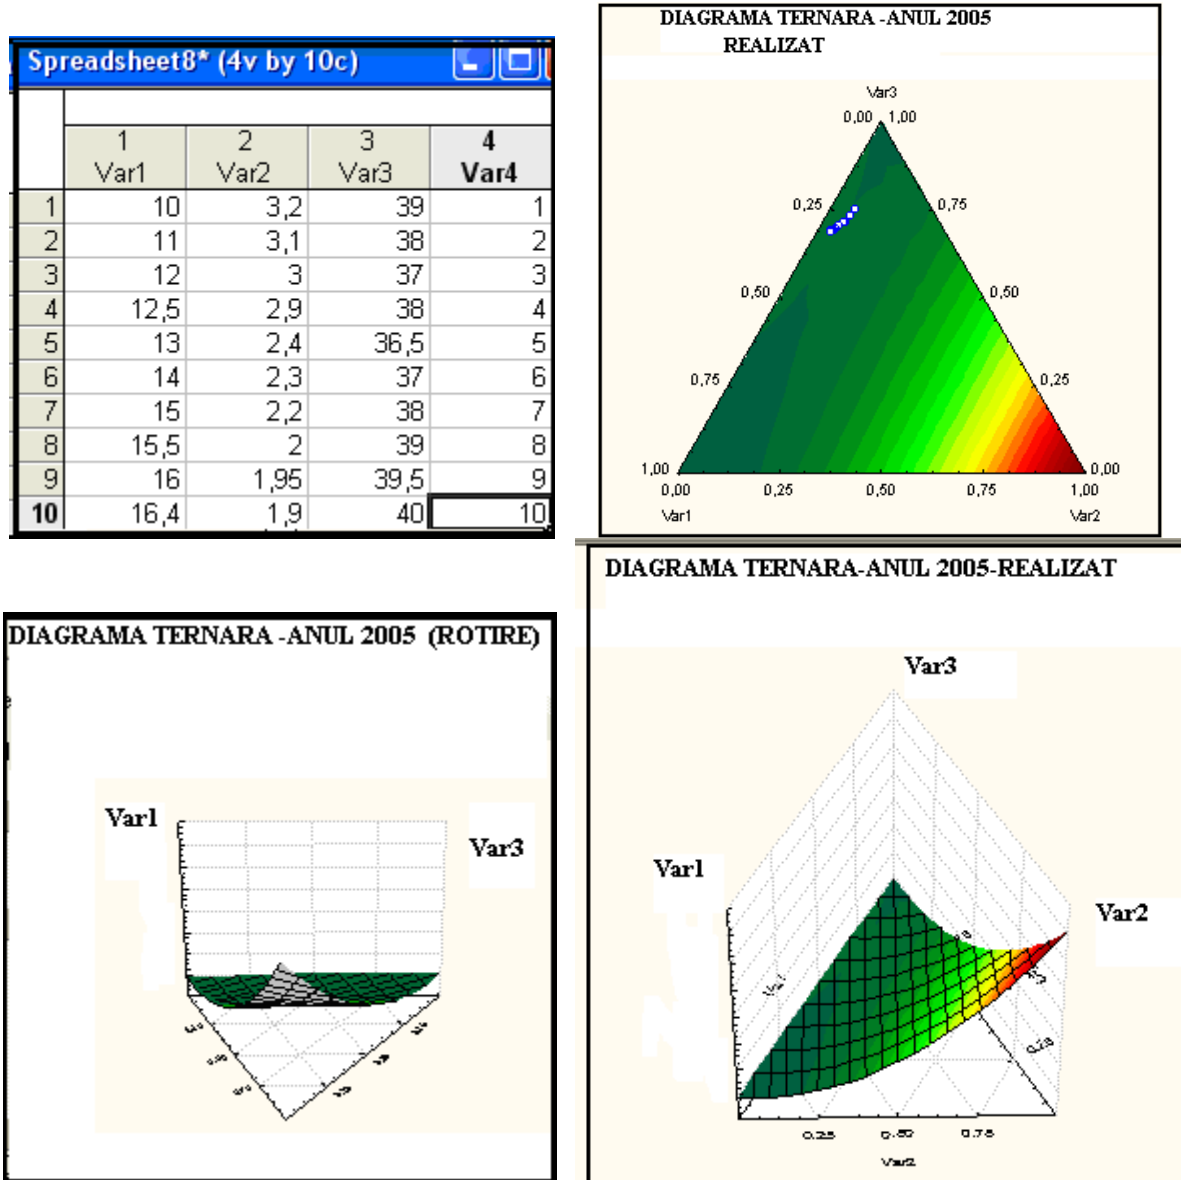 Spreadsheet8* (4v by 10c)
1 2 3 4
Var1 Var2 Var3 Var4
1 10 3,2 39 1
2 11 3,1 38 2
3 12 3 37 3
4 12,5 2,9 38 4
5 13 2,4 36,5 5
6 14 2,3 37 6
7 15 2,2 38 7
8 15,5 2 39 8
9 16 1,95 39,5 9
10 16,4 1,9 40 10
DIAGRAMA TERNARA -ANUL 2005
REALIZAT
Var3
0,00 1,00
0,25 0,75
0,50 0,50
0,75 0,25
1,00 0,00
0,00 0,25 0,50 0,75 1,00
Var1 Var2
DIAGRAMA TERNARA -ANUL 2005 (ROTIRE)
Var1
Var3
DIAGRAMA TERNARA-ANUL 2005-REALIZAT
Var3
Var1
Var2
0.25
0.25 0.50 0.75
Var2